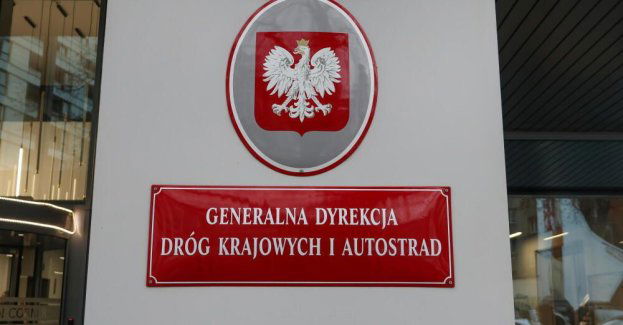 GENERALNA DYREKCJA
DRÓG KRAJOWYCH I AUTOSTRAD